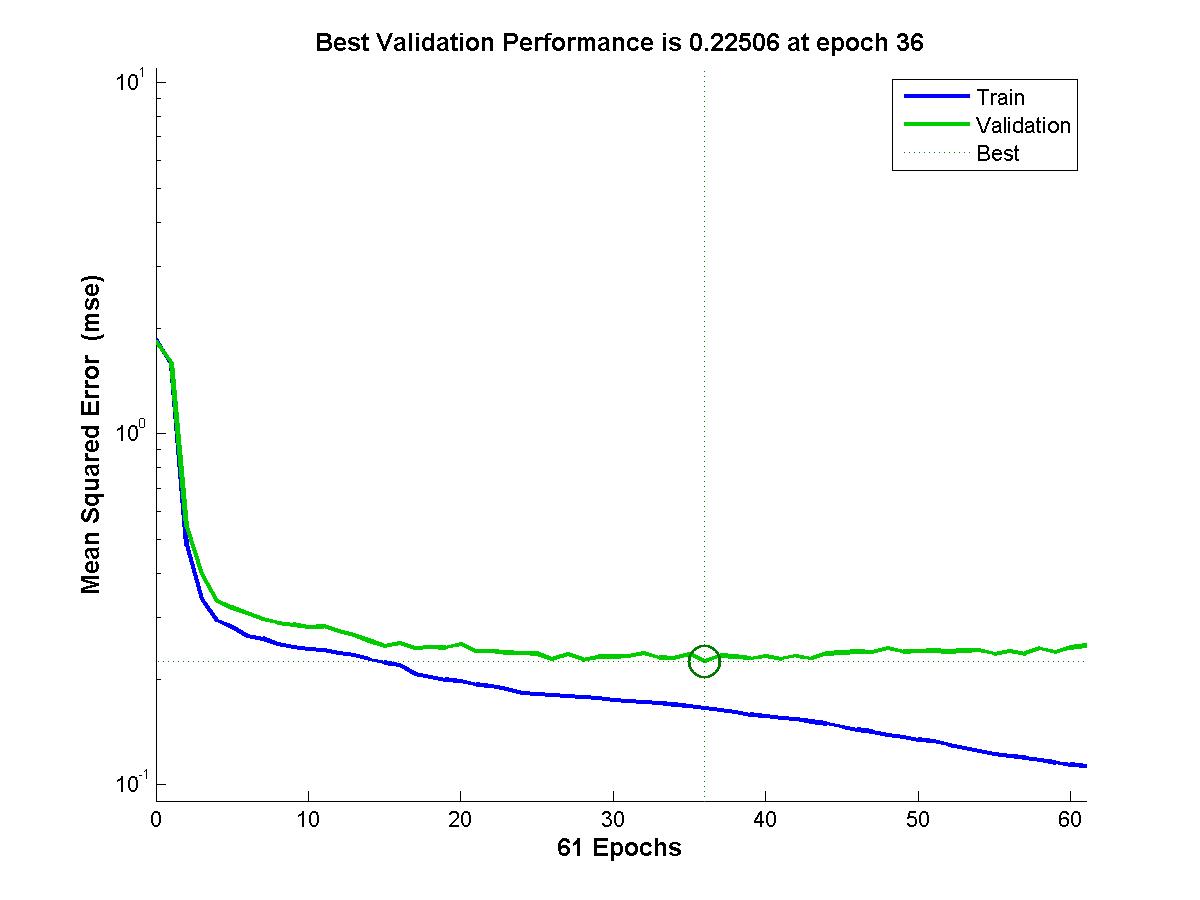 Best Validation Performance is 0.22506 at epoch 36
10^1
Train
Validation
Best
Mean Squared Error (mse)
10^0
10^-1
0 10 20 30 40 50 60
61 Epochs